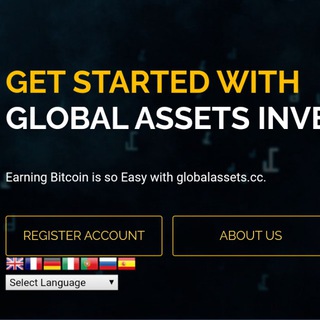 GET STARTED WITH
GLOBAL ASSETS INVE
Earning Bitcoin is so Easy with globalassets.cc.
REGISTER ACCOUNT
ABOUT US
Select Language